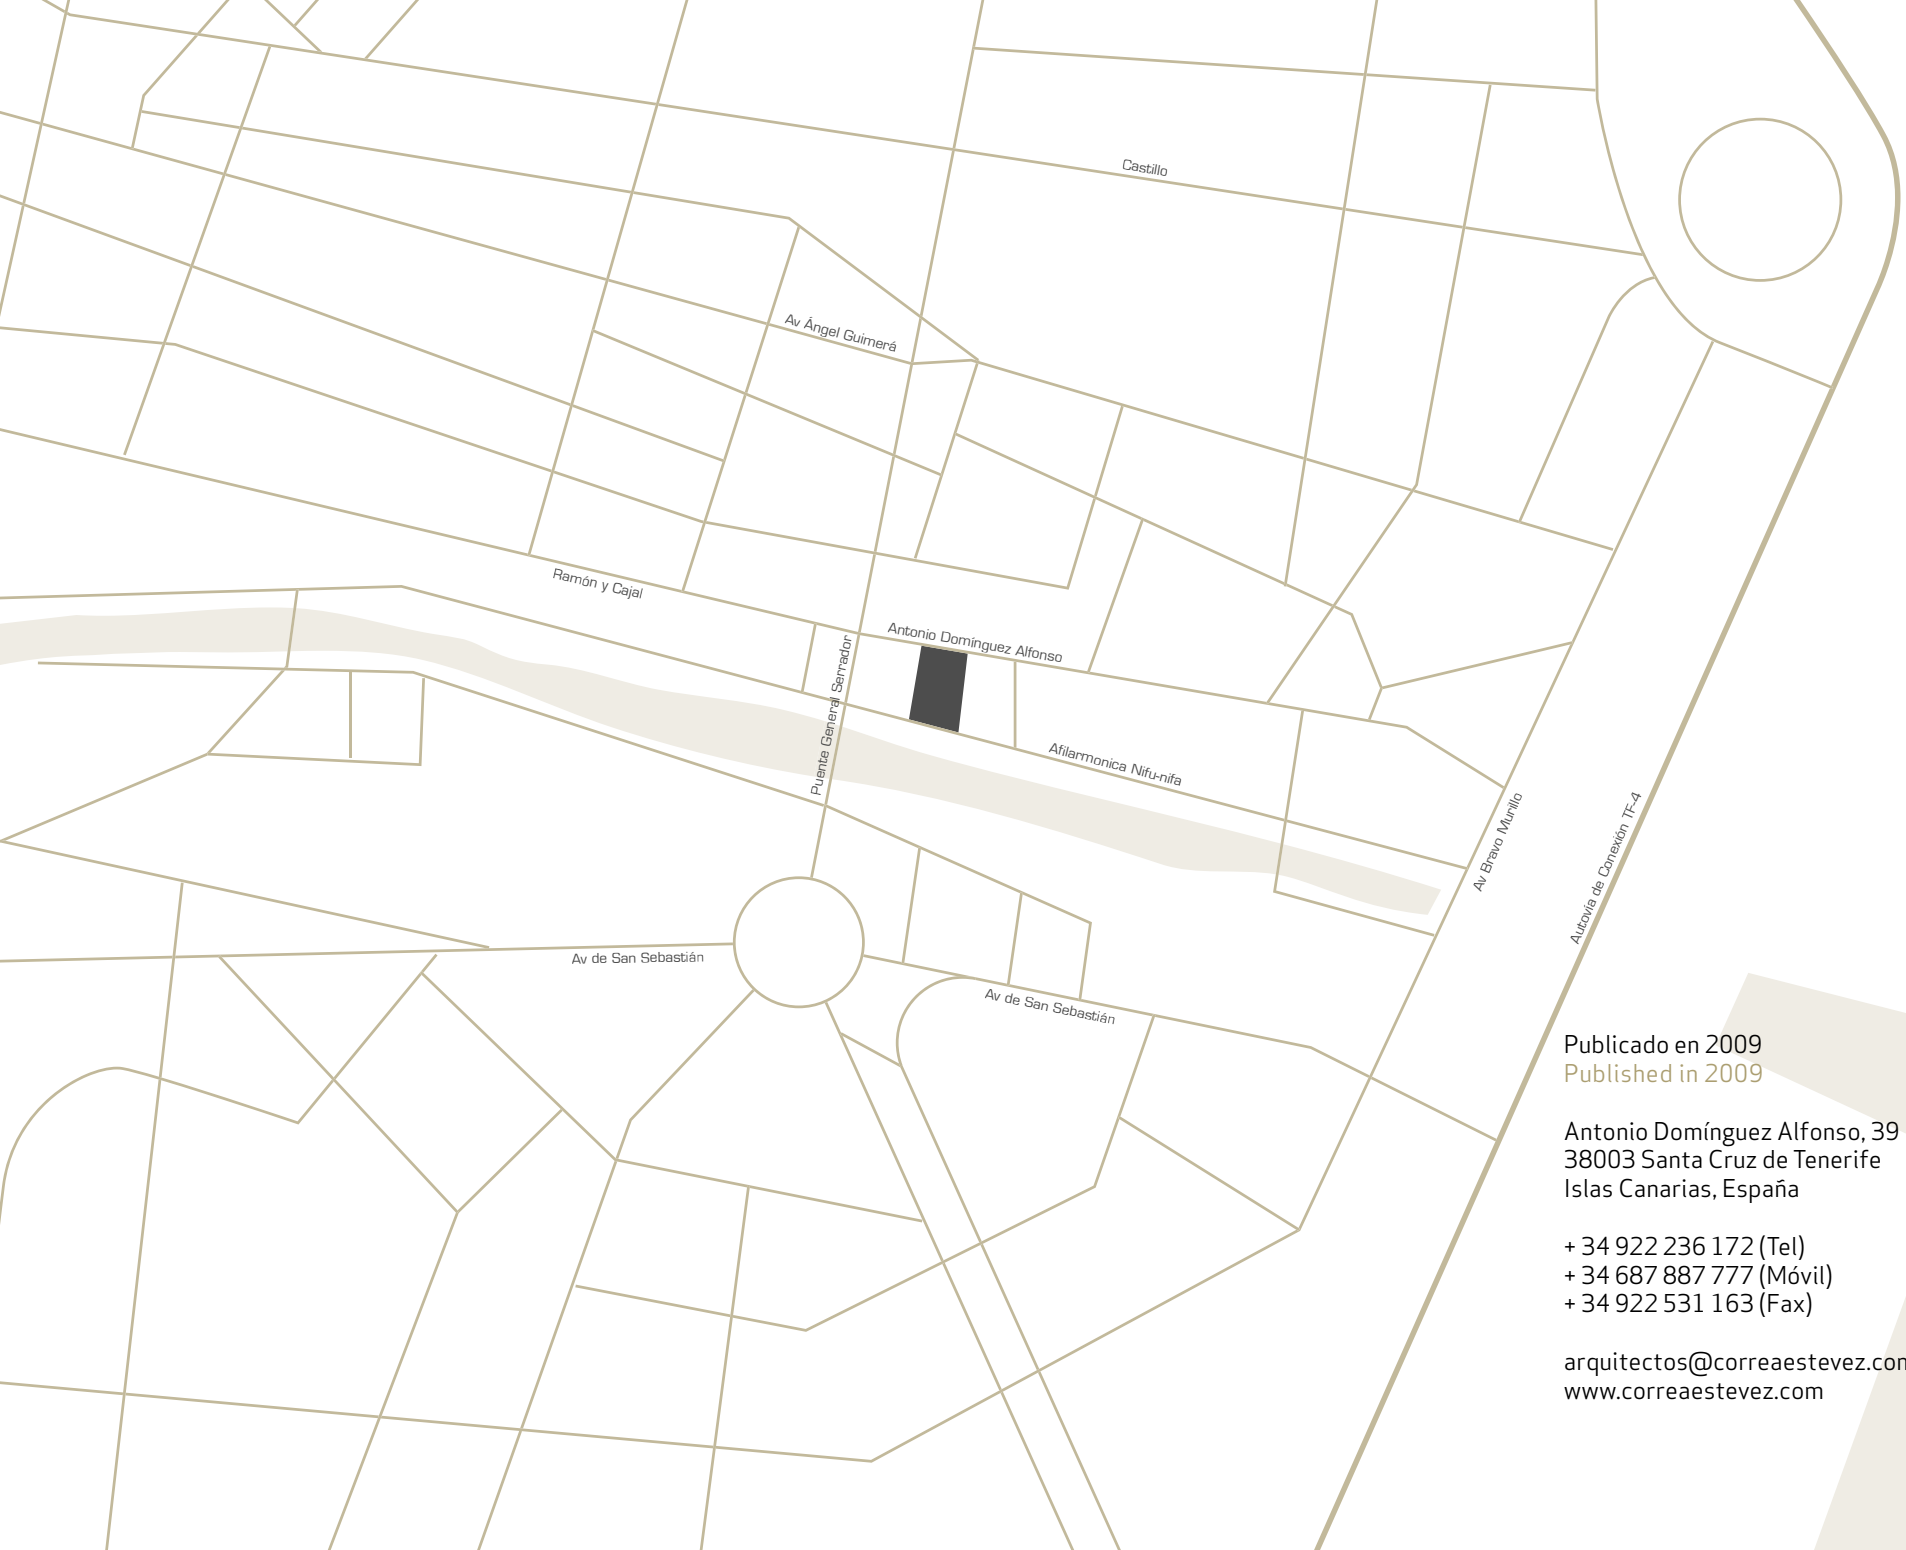 Castillo
Av Ángel Guimerá
Ramón y Cajal
Antonio Domínguez Alfonso
Puente General Serrador
Afilarmonica Nifu-nifa
Av Bravo Murillo
Autovía de Conexión TF-4
Av de San Sebastián
Av de San Sebastián
Publicado en 2009
Published in 2009
Antonio Domínguez Alfonso, 39
38003 Santa Cruz de Tenerife
Islas Canarias, España
+ 34 922 236 172 (Tel)
+ 34 687 887 777 (Móvil)
+ 34 922 531 163 (Fax)
arquitectos@correaestevez.com
www.correaestevez.com